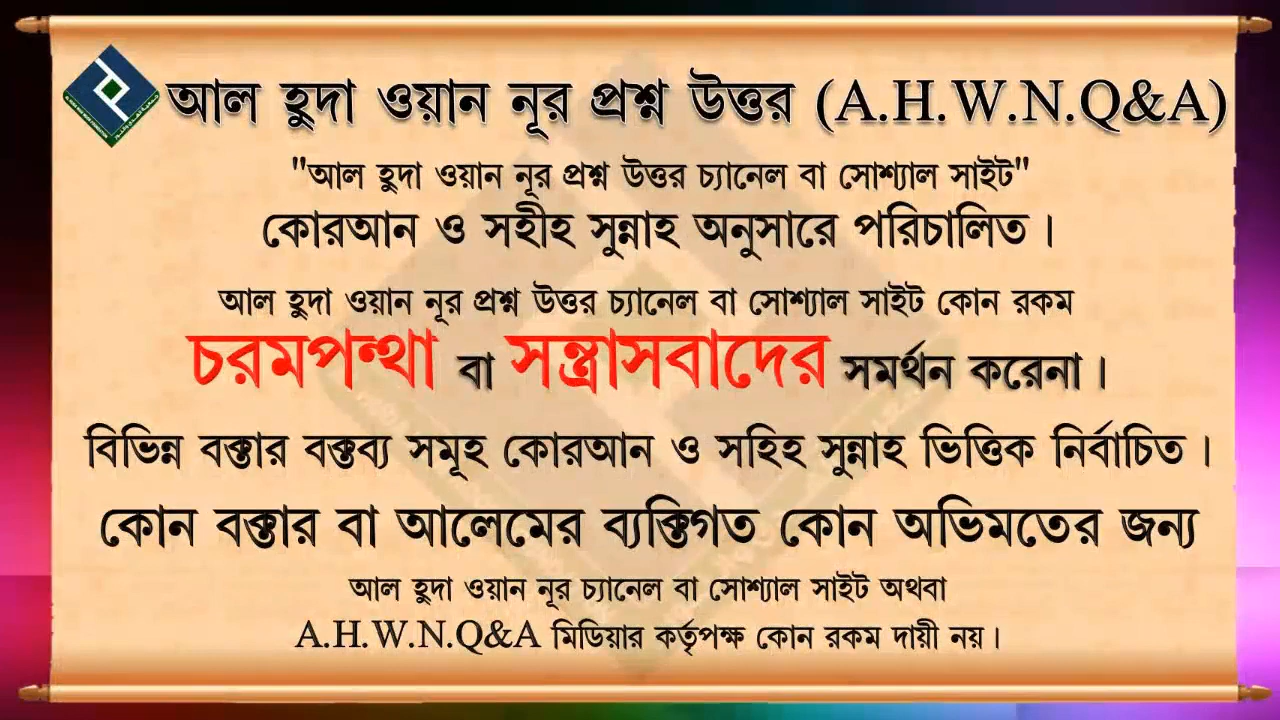 আল হুদা ওয়ান নূর প্রশ্ন উত্তর (A.H.W.N.Q&A)
"আল হুদা ওয়ান নূর প্রশ্ন উত্তর চ্যানেল বা সোশ্যাল সাইট"
কোরআন ও সহীহ সুন্নাহ অনুসারে পরিচালিত।
আল হুদা ওয়ান নূর প্রশ্ন উত্তর চ্যানেল বা সোশ্যাল সাইট কোন রকম
চরমপন্থা বা সন্ত্রাসবাদের সমর্থন করেনা।
বিভিন্ন বক্তার বক্তব্য সমূহ কোরআন ও সহিহ সুন্নাহ ভিত্তিক নির্বাচিত।
কোন বক্তার বা আলেমের ব্যক্তিগত কোন অভিমতের জন্য
আল হুদা ওয়ান নূর চ্যানেল বা সোশ্যাল সাইট অথবা
A.H.W.N.Q&A মিডিয়ার কর্তৃপক্ষ কোন রকম দায়ী নয়।